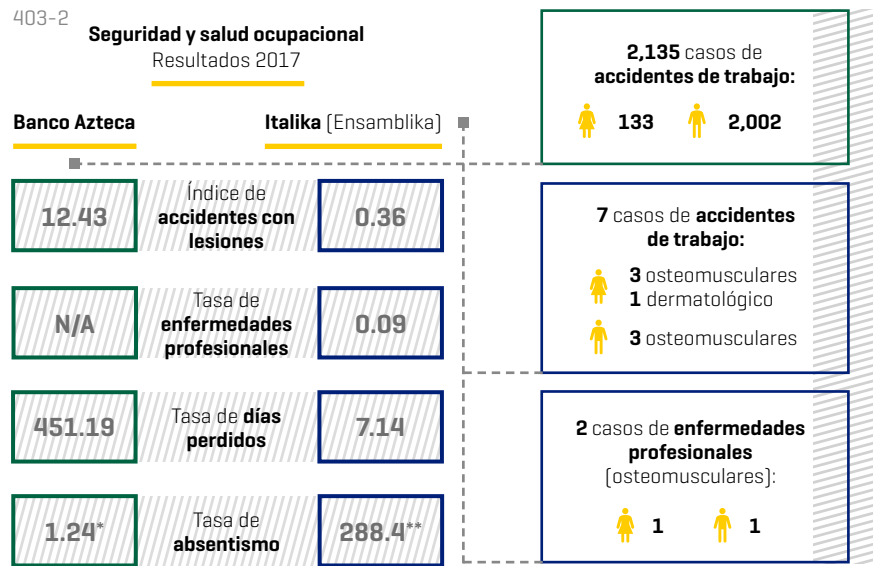 403-2
Seguridad y salud ocupacional
Resultados 2017
Banco Azteca
Italika (Ensamblika)
12.43
Índice de
accidentes con
lesiones
0.36
N/A
Tasa de
enfermedades
profesionales
0.09
451.19
Tasa de días
perdidos
7.14
1.24*
Tasa de
absentismo
288.4**
2,135 casos de
accidentes de trabajo:
133 2,002
7 casos de accidentes
de trabajo:
3 osteomusculares
1 dermatológico
3 osteomusculares
2 casos de enfermedades
profesionales
(osteomusculares):
1 1